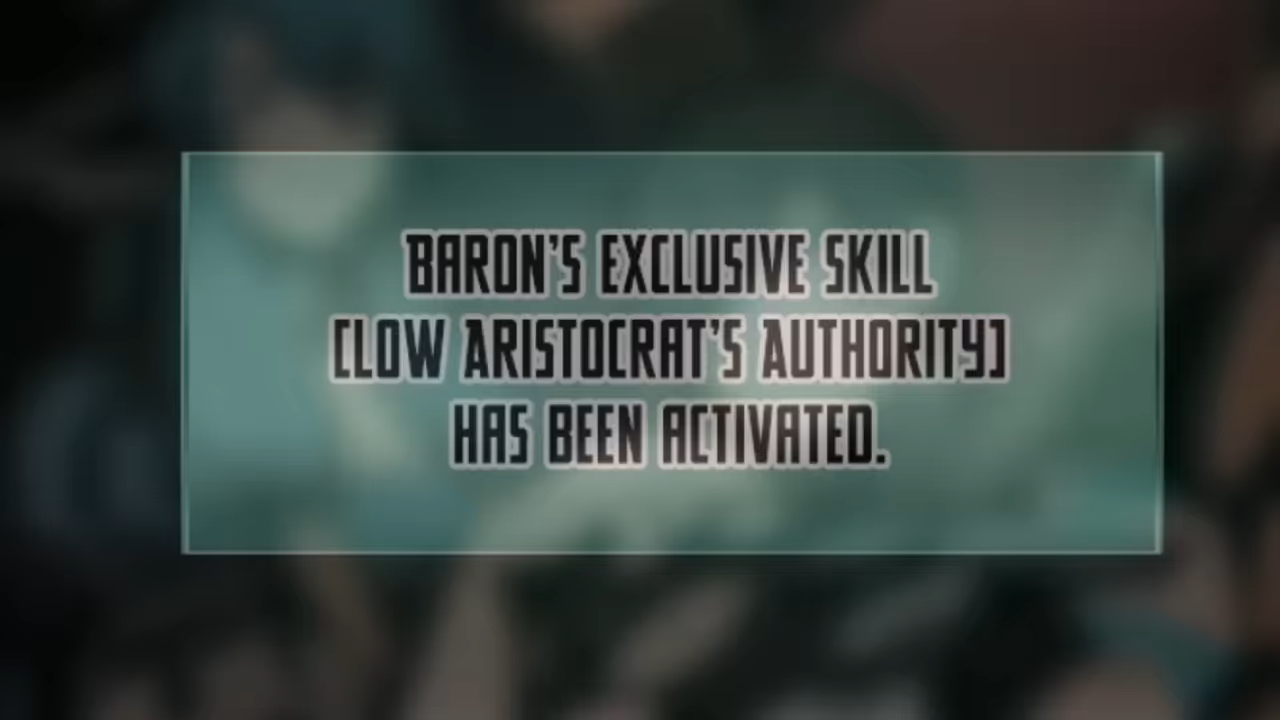 BARON'S EXCLUSIVE SKILL
[LOW ARISTOCRAT'S AUTHORITY]
HAS BEEN ACTIVATED.